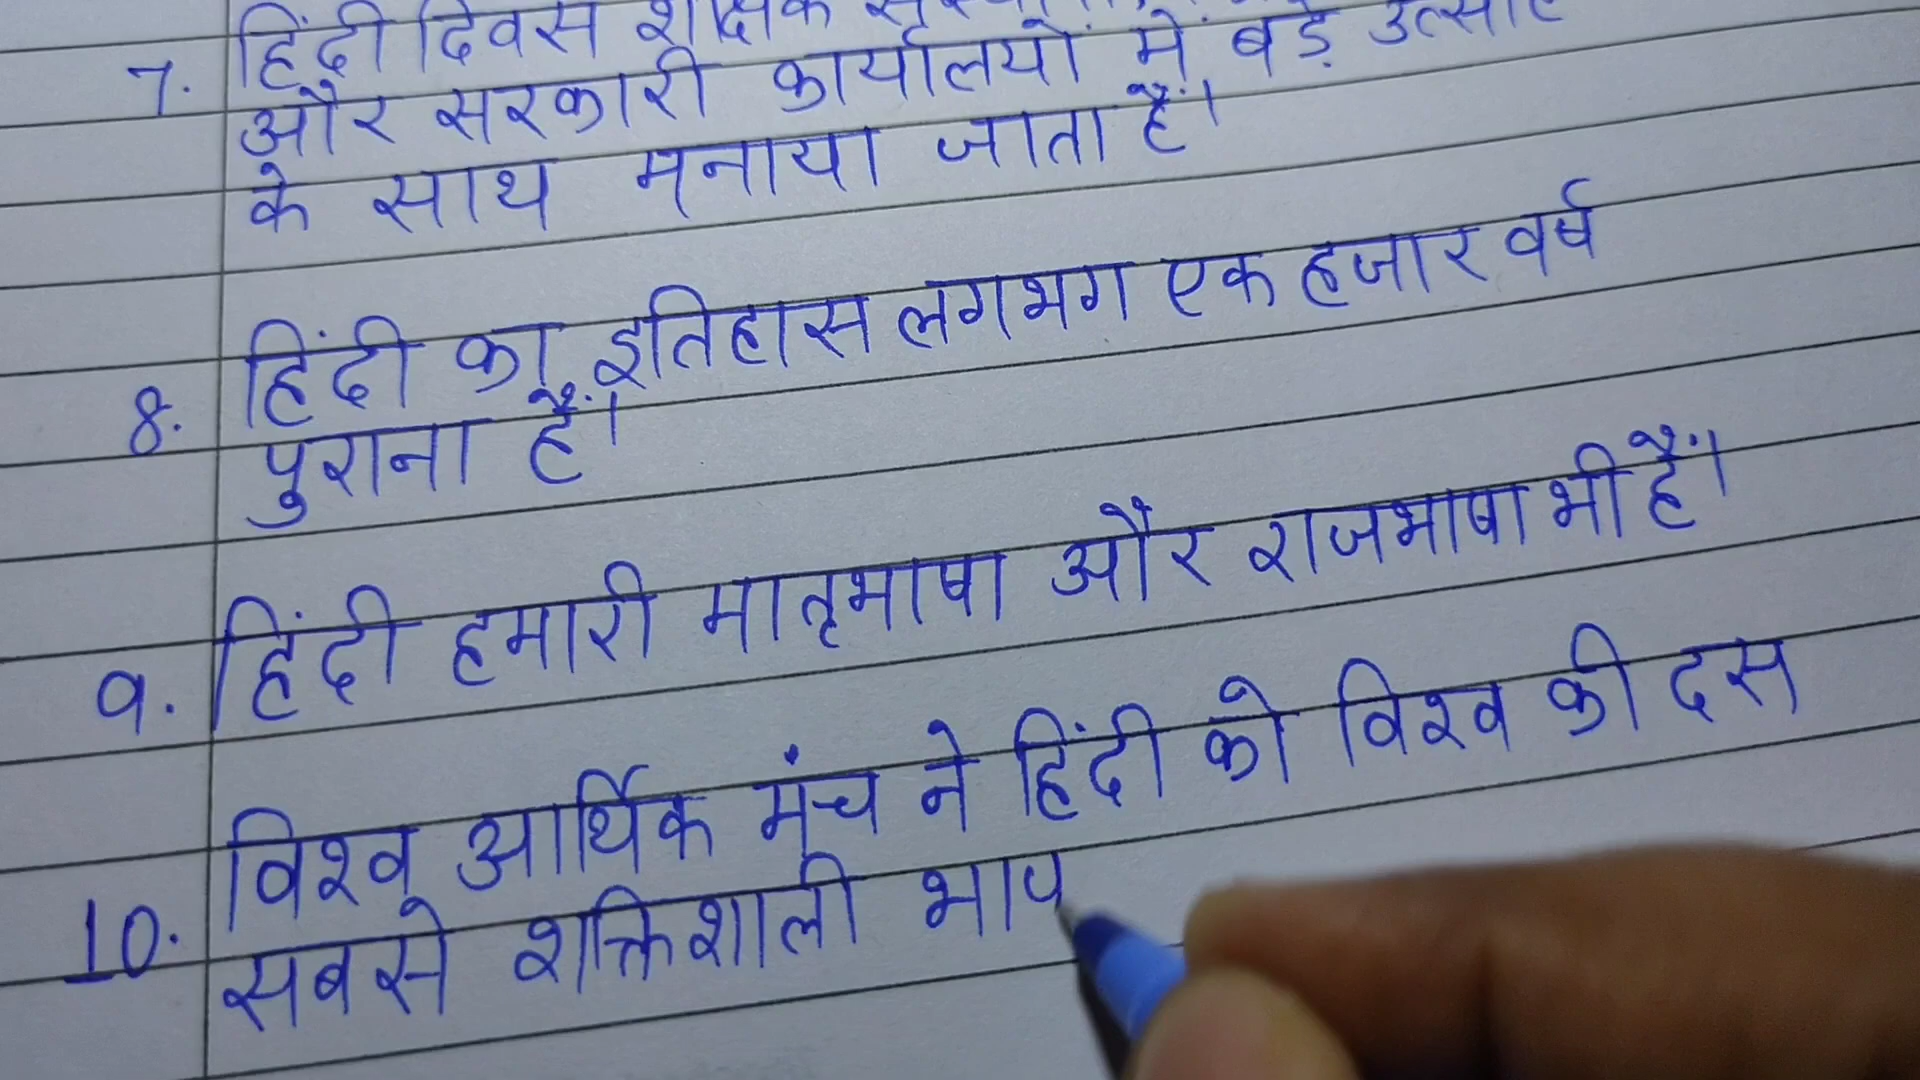 7. हिंदी दिवस
और सरकारी कार्यालयों में बड़े उत्साह
के साथ मनाया जाता हैं।
8. हिंदी का इतिहास लगभग एक हजार वर्ष
पुराना हैं।
9. हिंदी हमारी मातृभाषा और राजभाषा भी हैं।
10. विश्व आर्थिक मंच ने हिंदी को विश्व की दस
सबसे शक्तिशाली भाप